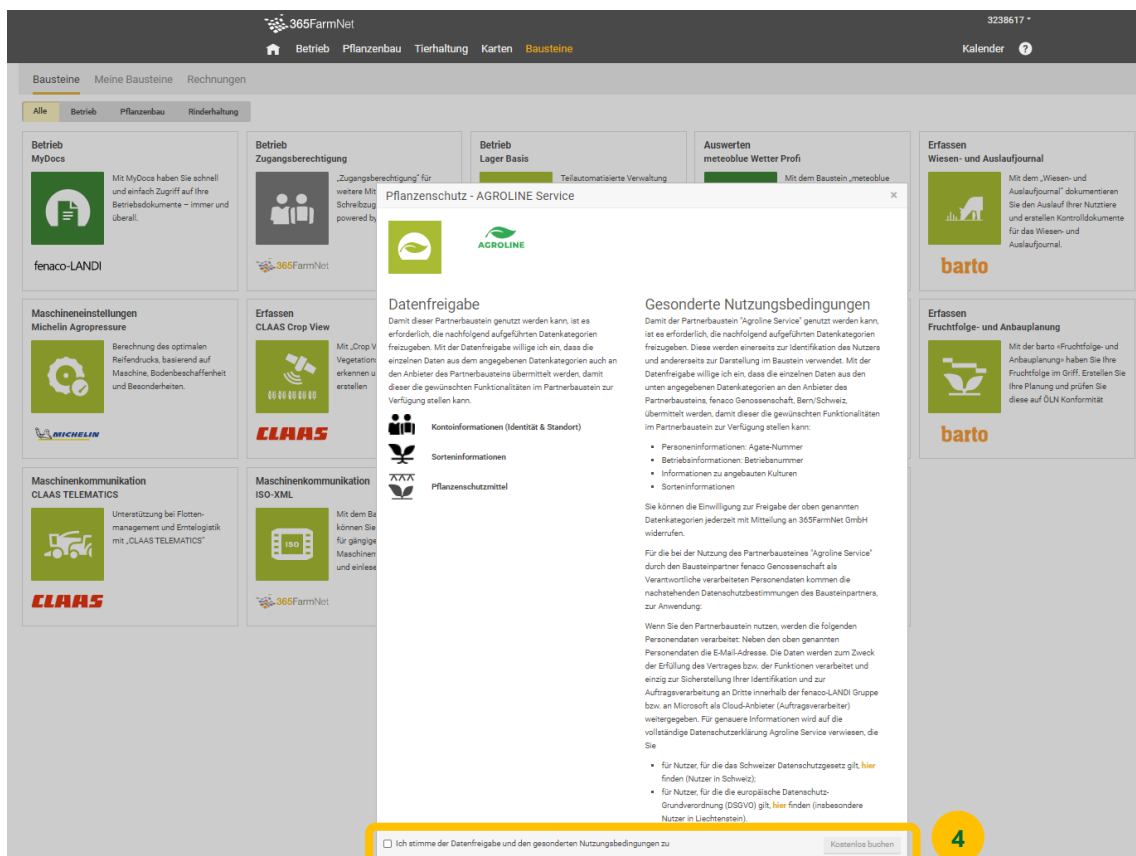 365FarmNet
3238617
Betrieb Pflanzenbau Tierhaltung Karten Bausteine
Kalender ?
Bausteine Meine Bausteine Rechnungen
Alle Betrieb Pflanzenbau Rinderhaltung
Betrieb
MyDocs
Mit MyDocs haben Sie schnell
und einfach Zugriff auf Ihre
Betriebsdokumente – immer und
überall.
fenaco-LANDI
Betrieb
Zugangsberechtigung
„Zugangsberechtigung" für
weitere Mit
Schreibzug
powered by
365FarmNet
Betrieb
Lager Basis
Teilautomatisierte Verwaltung
Auswerten
meteoblue Wetter Profi
Mit dem Baustein „meteoblue
Erfassen
Wiesen- und Auslaufjournal
Mit dem „Wiesen- und
Auslaufjournal" dokumentieren
Sie den Auslauf Ihrer Nutztiere
und erstellen Kontrolldokumente
für das Wiesen- und
Auslaufjournal.
barto
Maschineneinstellungen
Michelin Agropressure
Berechnung des optimalen
Reifendrucks, basierend auf
Maschine, Bodenbeschaffenheit
und Besonderheiten.
MICHELIN
Erfassen
CLAAS Crop View
Mit „Crop V
Vegetation
erkennen u
erstellen
CLAAS
Erfassen
Fruchtfolge- und Anbauplanung
Mit der barto «Fruchtfolge- und
Anbauplanung» haben Sie Ihre
Fruchtfolge im Griff. Erstellen Sie
Ihre Planung und prüfen Sie
diese auf ÖLN Konformität
barto
Maschinenkommunikation
CLAAS TELEMATICS
Unterstützung bei Flotten-
management und Erntelogistik
mit „CLAAS TELEMATICS"
CLAAS
Maschinenkommunikation
ISO-XML
ISO
Mit dem Ba
können Sie
für gängige
Maschinen
und einlese
365FarmNet
Pflanzenschutz - AGROLINE Service ×
AGROLINE
Datenfreigabe
Damit dieser Partnerbaustein genutzt werden kann, ist es
erforderlich, die nachfolgend aufgeführten Datenkategorien
freizugeben. Mit der Datenfreigabe willige ich ein, dass die
einzelnen Daten aus dem angegebenen Datenkategorien auch an
den Anbieter des Partnerbausteins übermittelt werden, damit
dieser die gewünschten Funktionalitäten im Partnerbaustein zur
Verfügung stellen kann.
Kontoinformationen (Identität & Standort)
Sorteninformationen
Pflanzenschutzmittel
Gesonderte Nutzungsbedingungen
Damit der Partnerbaustein "Agroline Service" genutzt werden kann,
ist es erforderlich, die nachfolgend aufgeführten Datenkategorien
freizugeben. Diese werden einerseits zur Identifikation des Nutzers
und andererseits zur Darstellung im Baustein verwendet. Mit der
Datenfreigabe willige ich ein, dass die einzelnen Daten aus den
unten angegebenen Datenkategorien an den Anbieter des
Partnerbausteins, fenaco Genossenschaft, Bern/Schweiz,
übermittelt werden, damit dieser die gewünschten Funktionalitäten
im Partnerbaustein zur Verfügung stellen kann:
• Personeninformationen: Agate-Nummer
• Betriebsinformationen: Betriebsnummer
• Informationen zu angebauten Kulturen
• Sorteninformationen
Sie können die Einwilligung zur Freigabe der oben genannten
Datenkategorien jederzeit mit Mitteilung an 365FarmNet GmbH
widerrufen.
Für die bei der Nutzung des Partnerbausteines "Agroline Service"
durch den Bausteinpartner fenaco Genossenschaft als
Verantwortliche verarbeiteten Personendaten kommen die
nachstehenden Datenschutzbestimmungen des Bausteinpartners,
zur Anwendung:
Wenn Sie den Partnerbaustein nutzen, werden die folgenden
Personendaten verarbeitet: Neben den oben genannten
Personendaten die E-Mail-Adresse. Die Daten werden zum Zweck
der Erfüllung des Vertrages bzw. der Funktionen verarbeitet und
einzig zur Sicherstellung Ihrer Identifikation und zur
Auftragsverarbeitung an Dritte innerhalb der fenaco-LANDI Gruppe
bzw. an Microsoft als Cloud-Anbieter (Auftragsverarbeiter)
weitergegeben. Für genauere Informationen wird auf die
vollständige Datenschutzerklärung Agroline Service verwiesen, die
Sie
• für Nutzer, für die das Schweizer Datenschutzgesetz gilt, hier
finden (Nutzer in Schweiz);
• für Nutzer, für die die europäische Datenschutz-
Grundverordnung (DSGVO) gilt, hier finden (insbesondere
Nutzer in Liechtenstein).
Ich stimme der Datenfreigabe und den gesonderten Nutzungsbedingungen zu
Kostenlos buchen
4